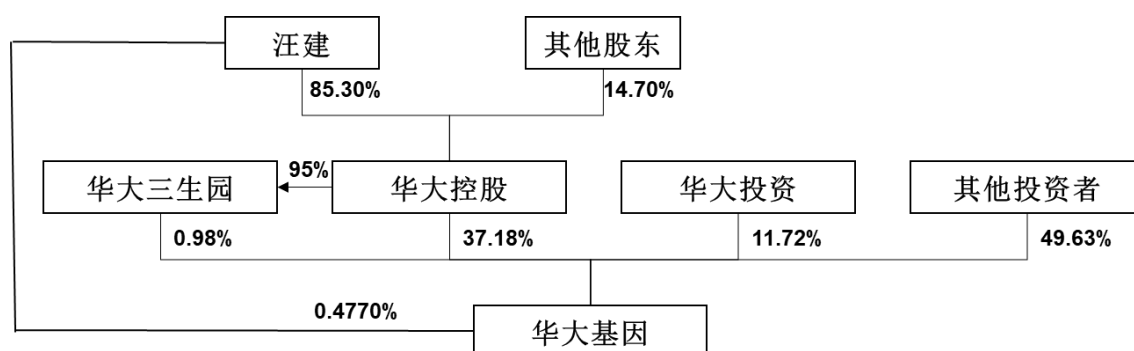 汪建
其他股东
85.30%
14.70%
95%
华大三生园
华大控股
华大投资
其他投资者
0.98%
37.18%
11.72%
49.63%
0.4770%
华大基因